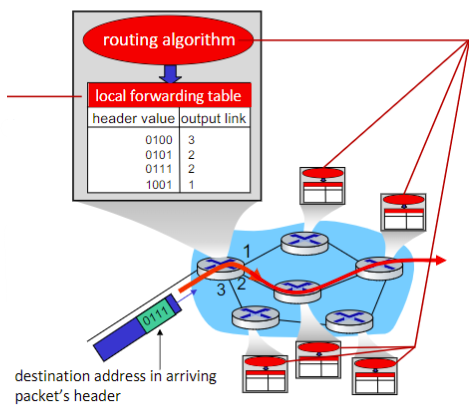 routing algorithm
local forwarding table
header value output link
0100 3
0101 2
0111 2
1001 1
1
2
3
0111
destination address in arriving
packet's header